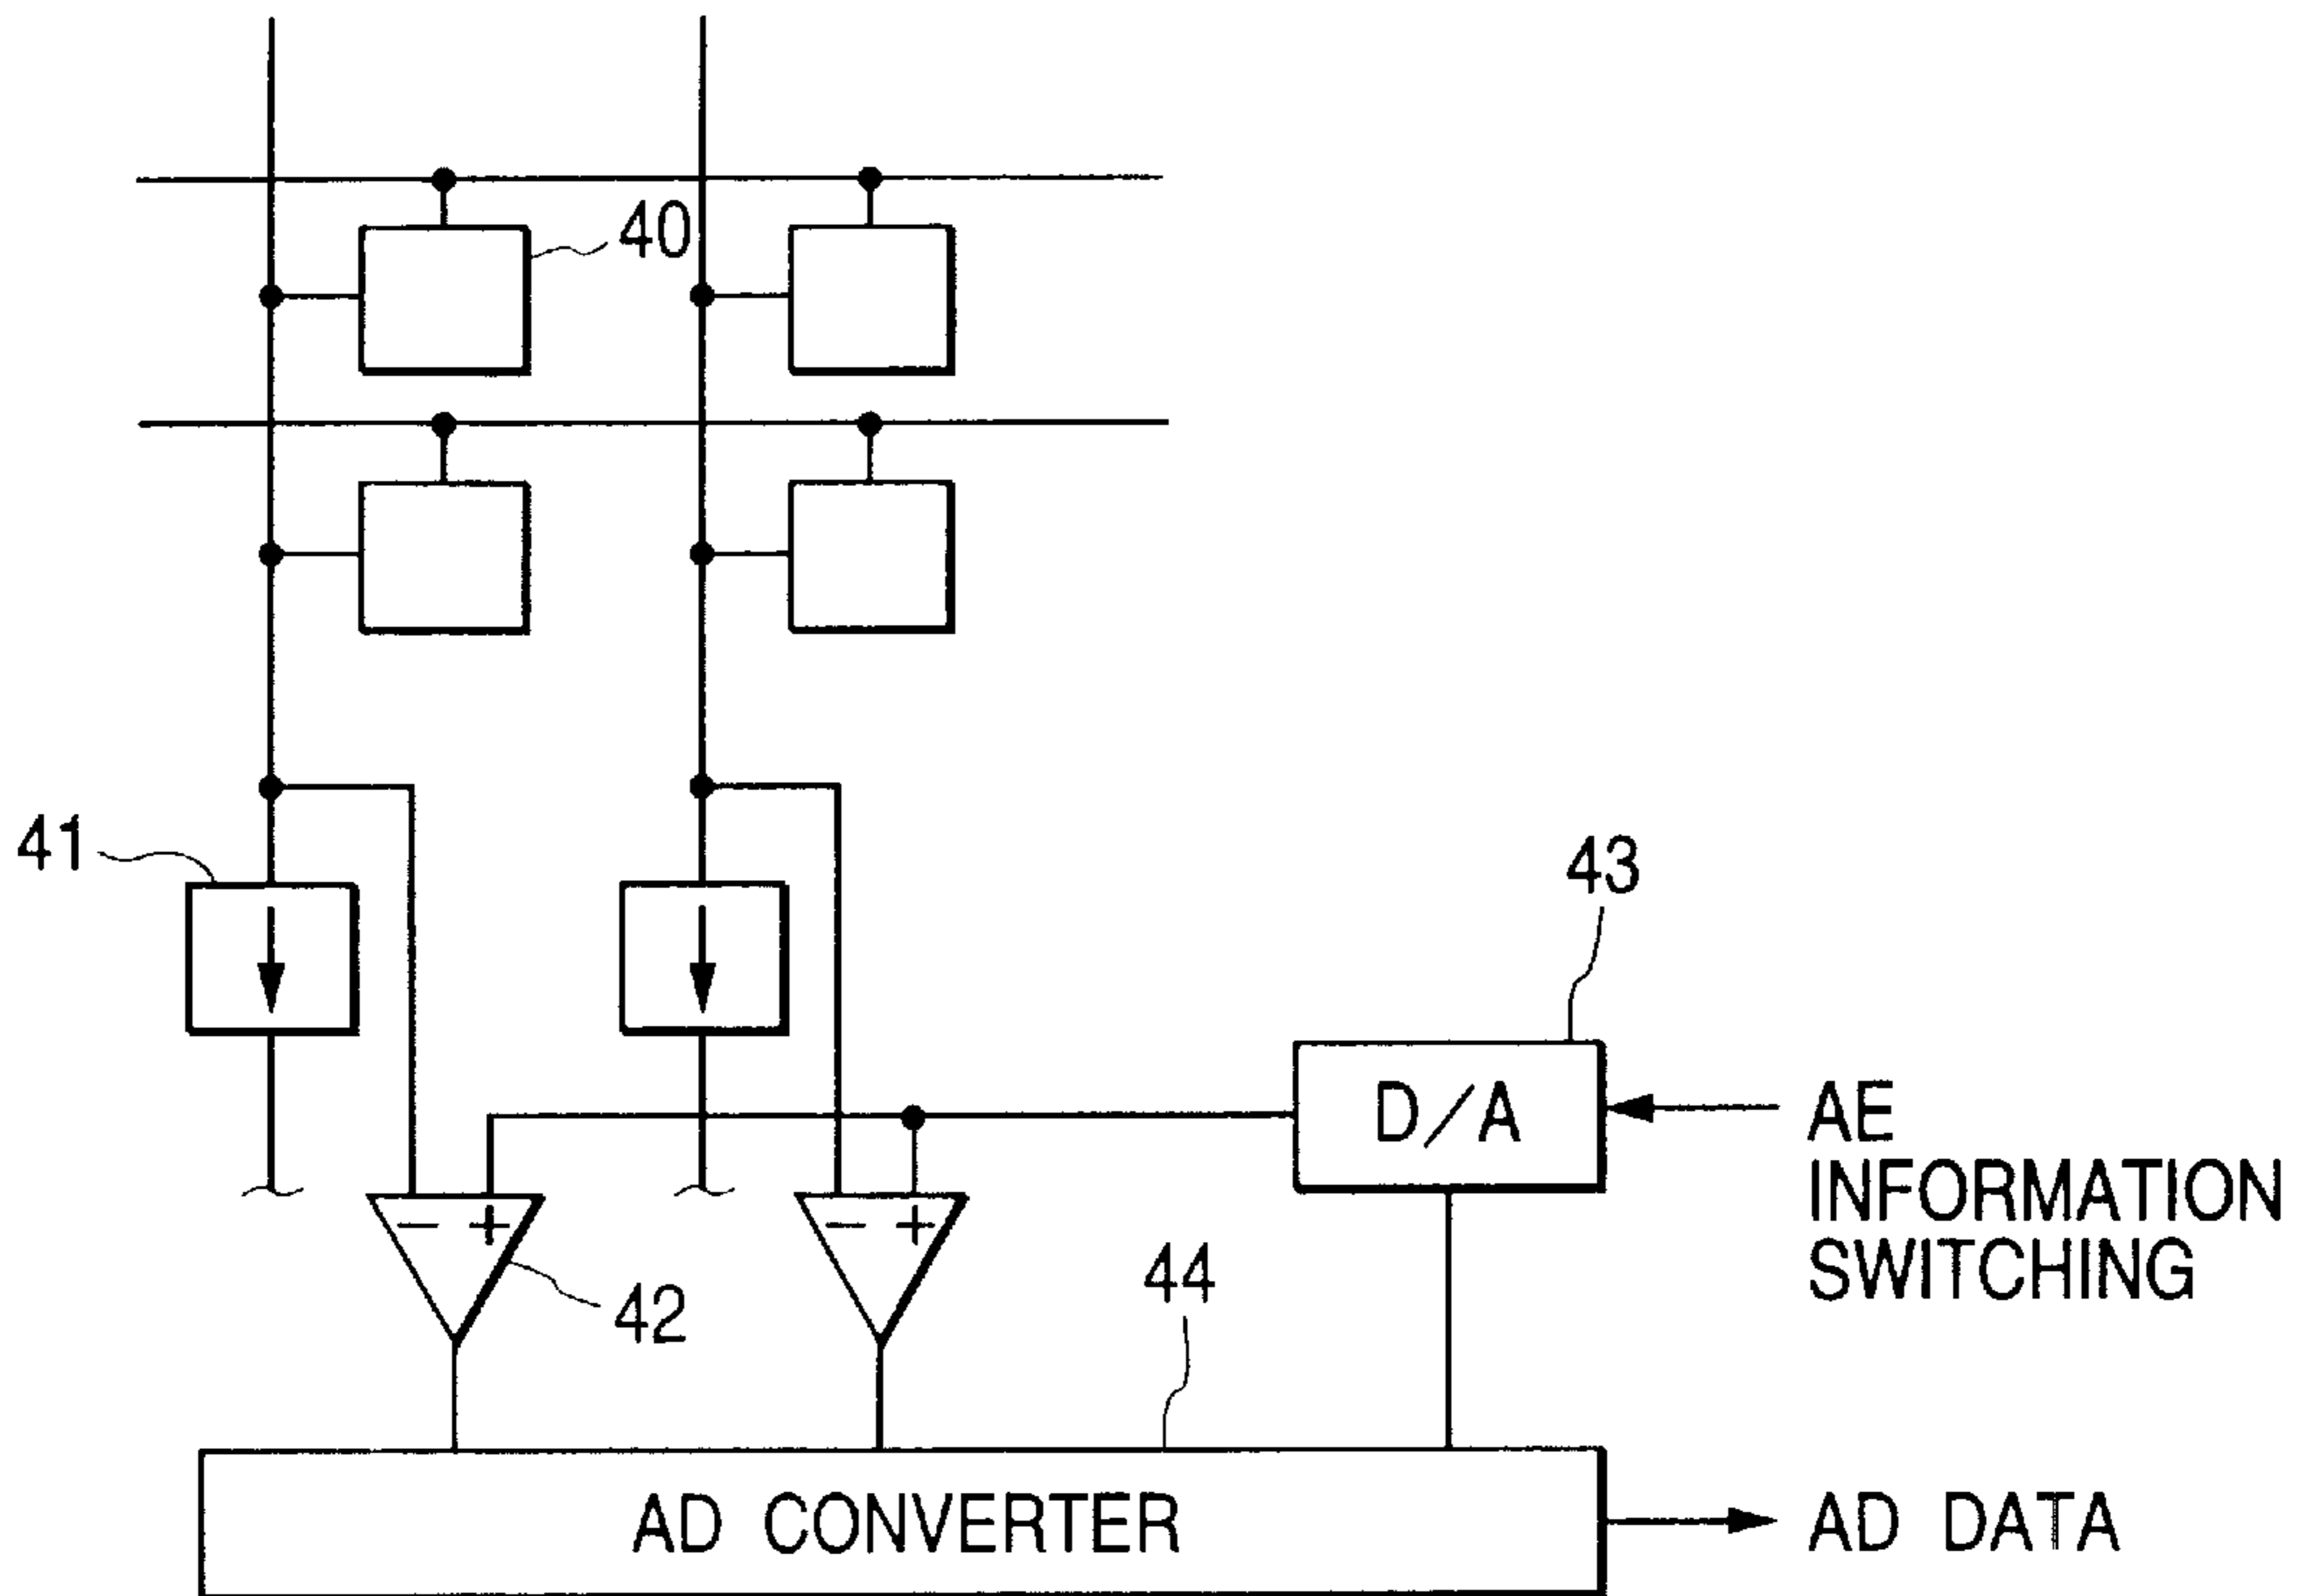 40
41
43
D/A
AE
INFORMATION
SWITCHING
− +
− +
42
44
AD CONVERTER
AD DATA